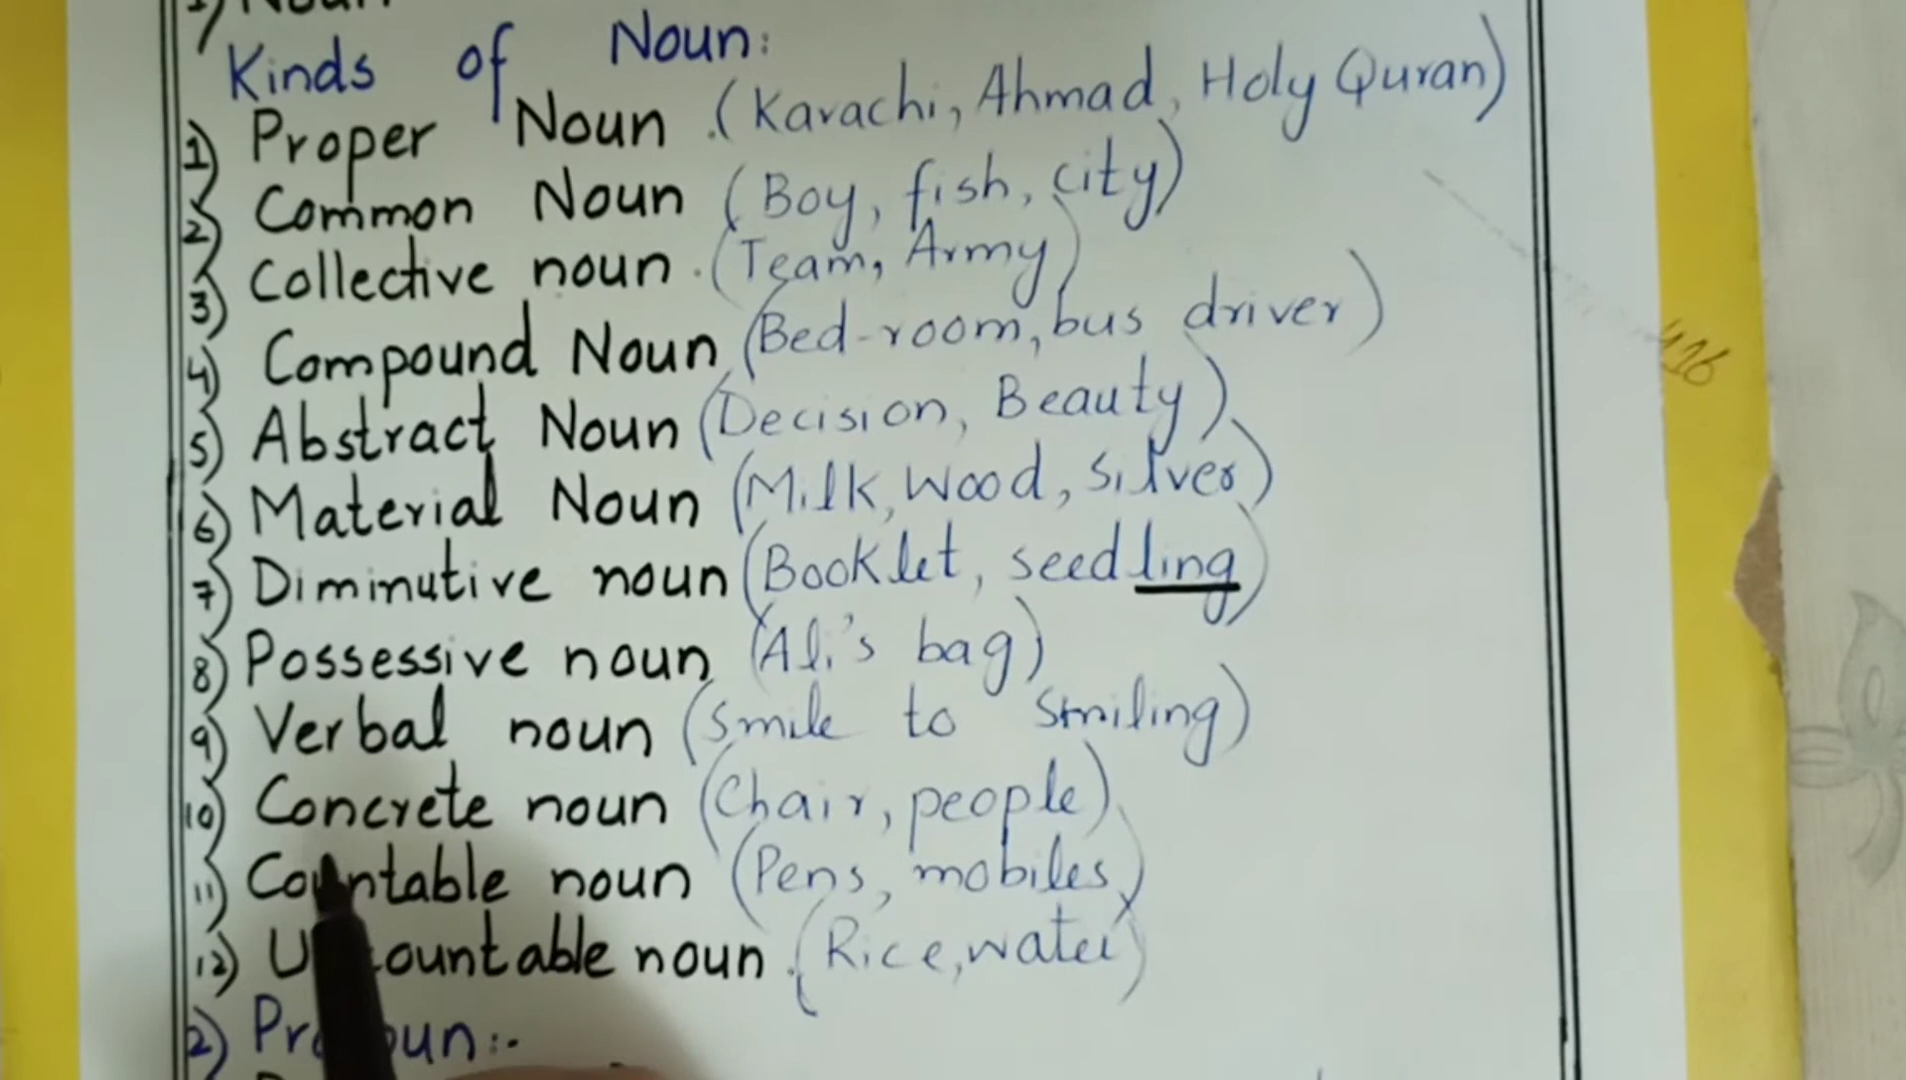 1) Noun
Kinds of Noun:
1) Proper Noun (Karachi, Ahmad, Holy Quran)
2) Common Noun (Boy, fish, city)
3) Collective noun (Team, Army)
4) Compound Noun (Bed-room, bus driver)
5) Abstract Noun (Decision, Beauty)
6) Material Noun (Milk, Wood, Silver)
7) Diminutive noun (Booklet, seedling)
8) Possessive noun (Ali's bag)
9) Verbal noun (Smile to Smiling)
10) Concrete noun (Chair, people)
11) Countable noun (Pens, mobiles)
12) Uncountable noun (Rice, water)
2) Pronoun:-